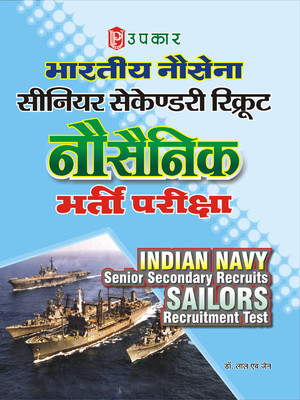 उपकार
भारतीय नौसेना
सीनियर सेकेण्डरी रिक्रूट
नौसैनिक
भर्ती परीक्षा
INDIAN NAVY
Senior Secondary Recruits
SAILORS
Recruitment Test
डॉ. लाल एवं जैन